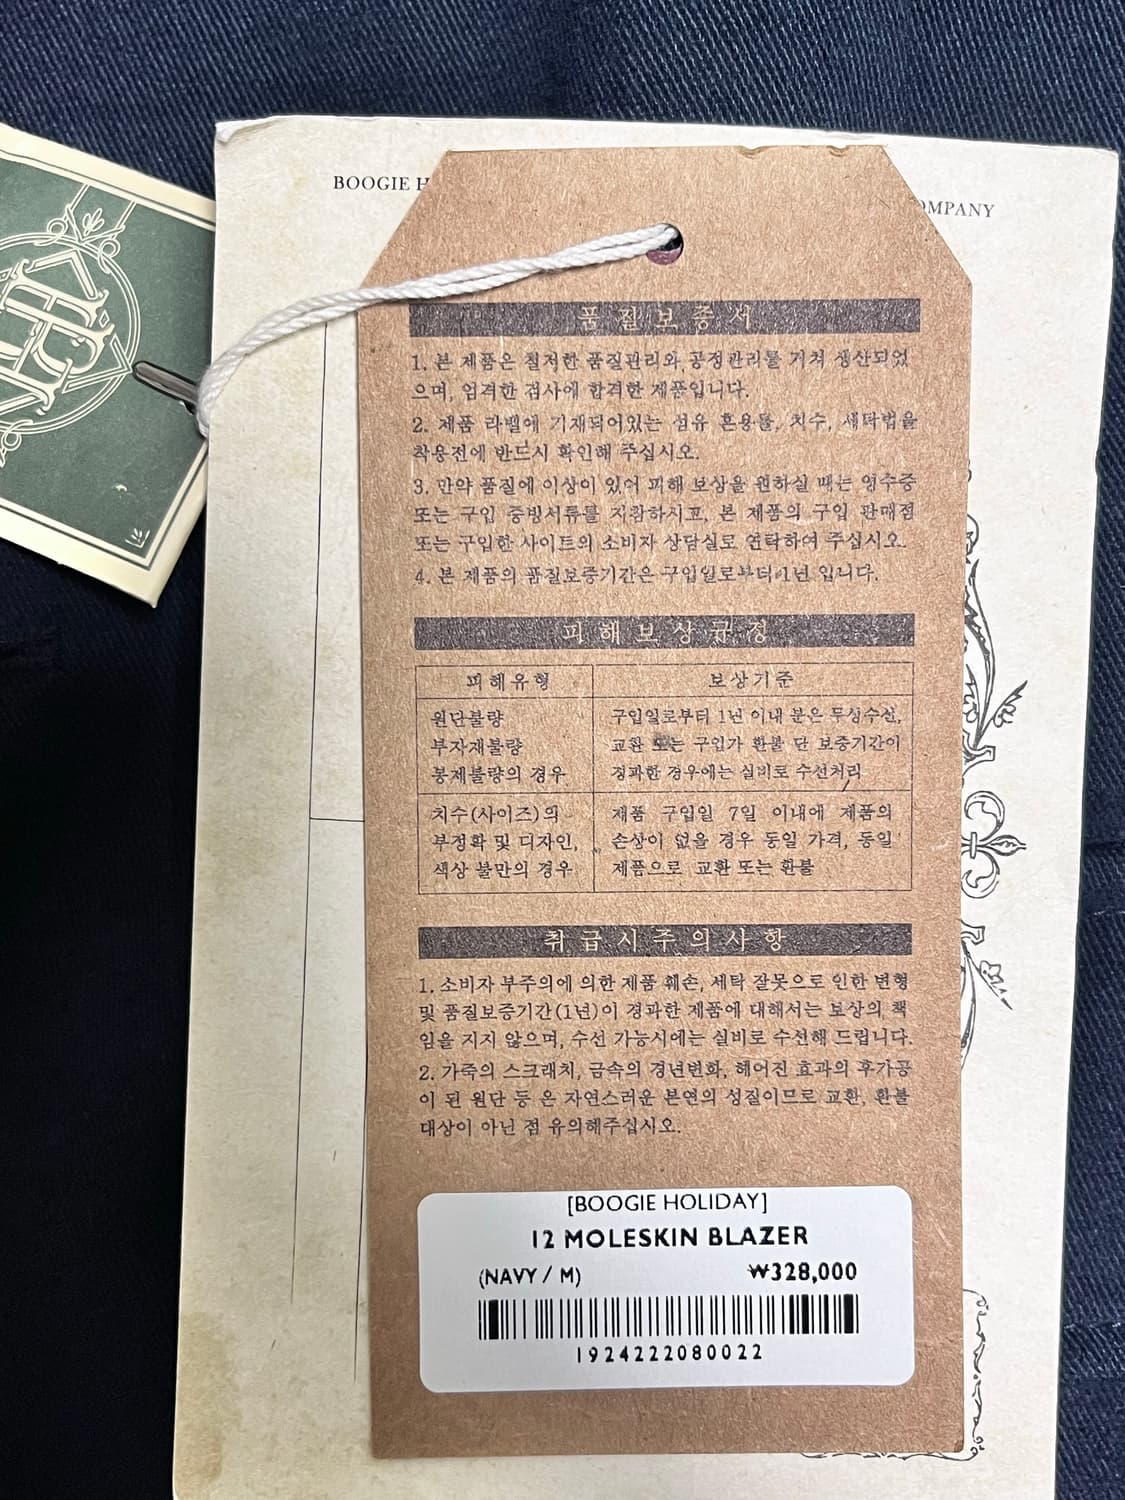 BOOGIE H
OMPANY
품질보증서
1. 본 제품은 철저한 품질관리와 공정관리를 거쳐 생산되었
으며, 엄격한 검사에 합격한 제품입니다.
2. 제품 라벨에 기재되어있는 섬유 혼용률, 치수, 세탁법을
착용전에 반드시 확인해 주십시오.
3. 만약 품질에 이상이 있어 피해 보상을 원하실 때는 영수증
또는 구입 증빙서류를 지참하시고, 본 제품의 구입 판매점
또는 구입한 사이트의 소비자 상담실로 연락하여 주십시오.
4. 본 제품의 품질보증기간은 구입일로부터 1년 입니다.
피해보상규정
피해유형
보상기준
원단불량
부자재불량
봉제불량의 경우
구입일로부터 1년 이내 분은 무상수선,
교환 또는 구입가 환불 단 보증기간이
경과한 경우에는 실비로 수선처리
치수(사이즈)의
부정확 및 디자인,
색상 불만의 경우
제품 구입일 7일 이내에 제품의
손상이 없을 경우 동일 가격, 동일
제품으로 교환 또는 환불
취급시주의사항
1. 소비자 부주의에 의한 제품 훼손, 세탁 잘못으로 인한 변형
및 품질보증기간(1년)이 경과한 제품에 대해서는 보상의 책
임을 지지 않으며, 수선 가능시에는 실비로 수선해 드립니다.
2. 가죽의 스크래치, 금속의 경년변화, 헤어진 효과의 후가공
이 된 원단 등 은 자연스러운 본연의 성질이므로 교환, 환불
대상이 아닌 점 유의해주십시오.
[BOOGIE HOLIDAY]
12 MOLESKIN BLAZER
(NAVY / M) ₩328,000
1924222080022